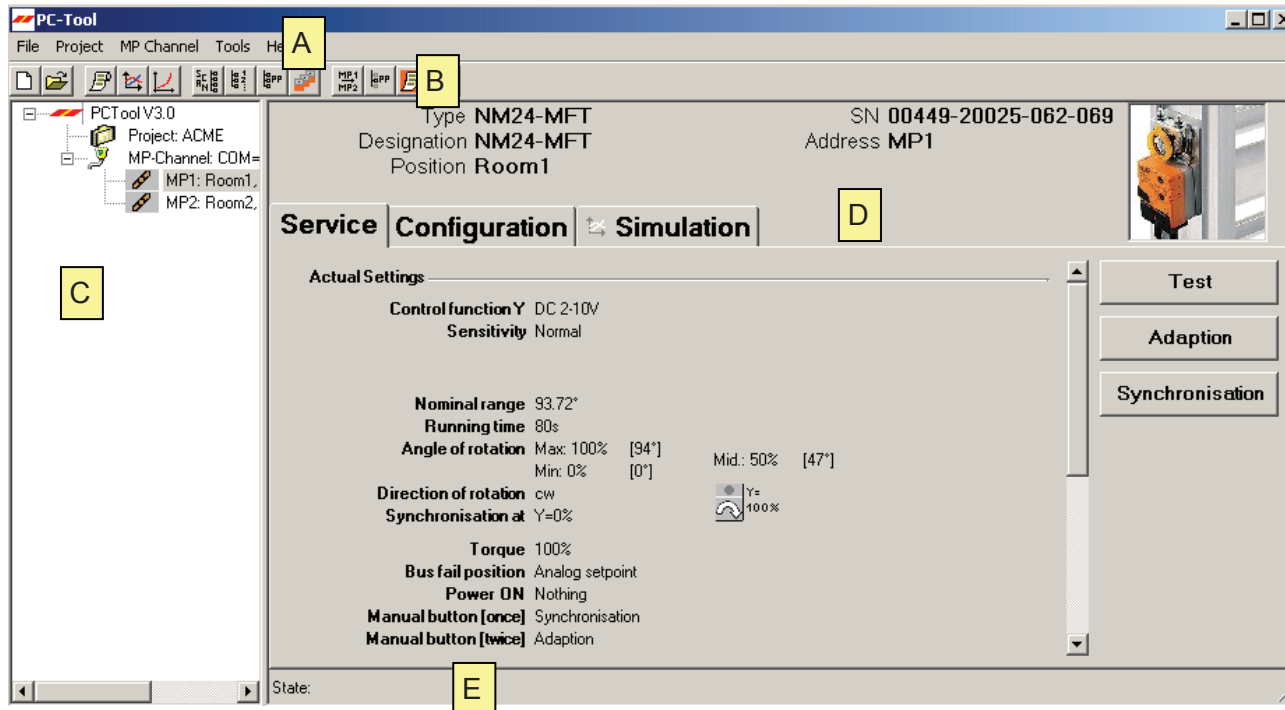 PC-Tool
File Project MP Channel Tools He
A
B
PCTool V3.0
Project: ACME
MP-Channel: COM=
MP1: Room1,
MP2: Room2,
C
Type NM24-MFT
SN 00449-20025-062-069
Designation NM24-MFT
Address MP1
Position Room1
D
Service Configuration Simulation
Actual Settings
Control function Y DC 2-10V
Sensitivity Normal
Nominal range 93.72°
Running time 80s
Angle of rotation Max: 100% [94°]
Mid.: 50% [47°]
Min: 0% [0°]
Direction of rotation cw
Y=
100%
Synchronisation at Y=0%
Torque 100%
Bus fail position Analog setpoint
Power ON Nothing
Manual button [once] Synchronisation
Manual button [twice] Adaption
Test
Adaption
Synchronisation
State:
E